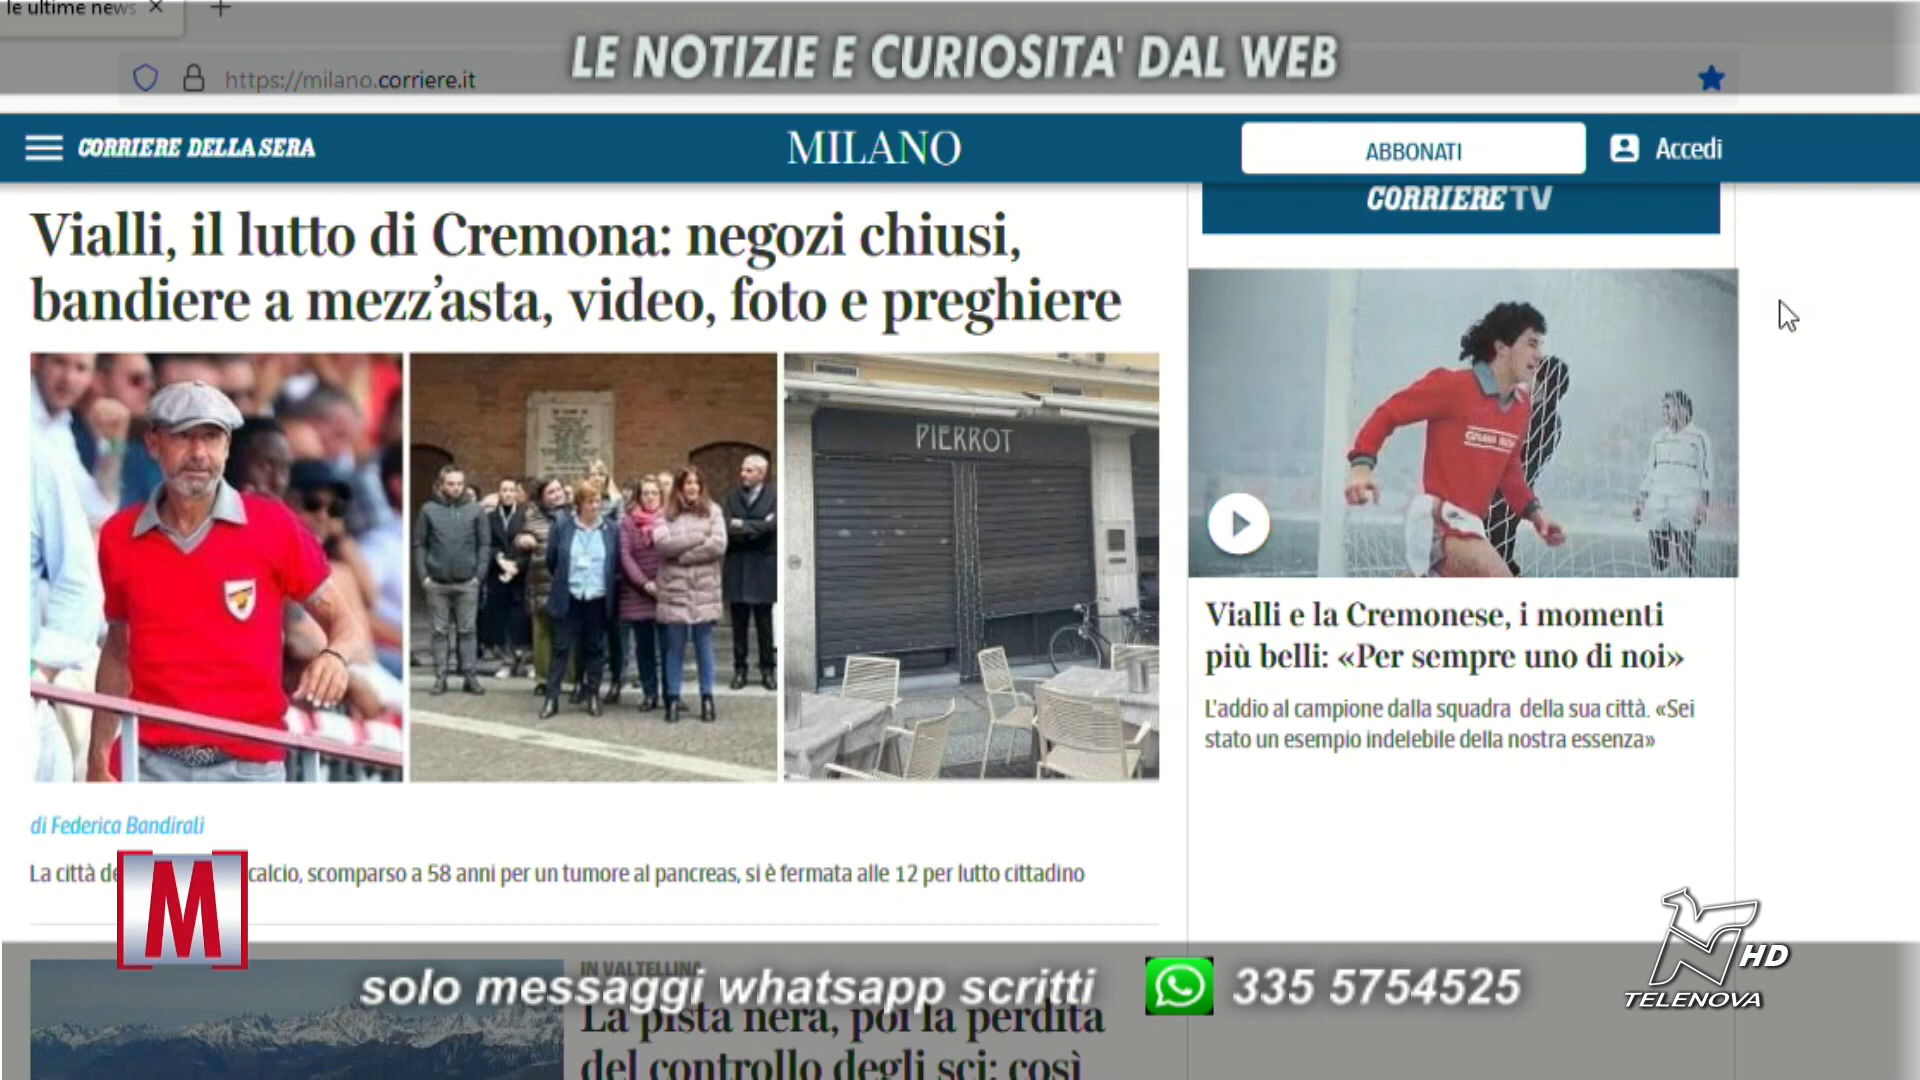 le ultime news
LE NOTIZIE E CURIOSITA' DAL WEB
https://milano.corriere.it
CORRIERE DELLA SERA
MILANO
ABBONATI
Accedi
CORRIERE TV
Vialli, il lutto di Cremona: negozi chiusi,
bandiere a mezz'asta, video, foto e preghiere
PIERROT
Vialli e la Cremonese, i momenti
più belli: «Per sempre uno di noi»
L'addio al campione dalla squadra della sua città. «Sei
stato un esempio indelebile della nostra essenza»
di Federica Bandirali
La città de calcio, scomparso a 58 anni per un tumore al pancreas, si è fermata alle 12 per lutto cittadino
M
IN VALTELLINA
solo messaggi whatsapp scritti 335 5754525
HD
TELENOVA
La pista nera, poi la perdita
del controllo degli sci: così